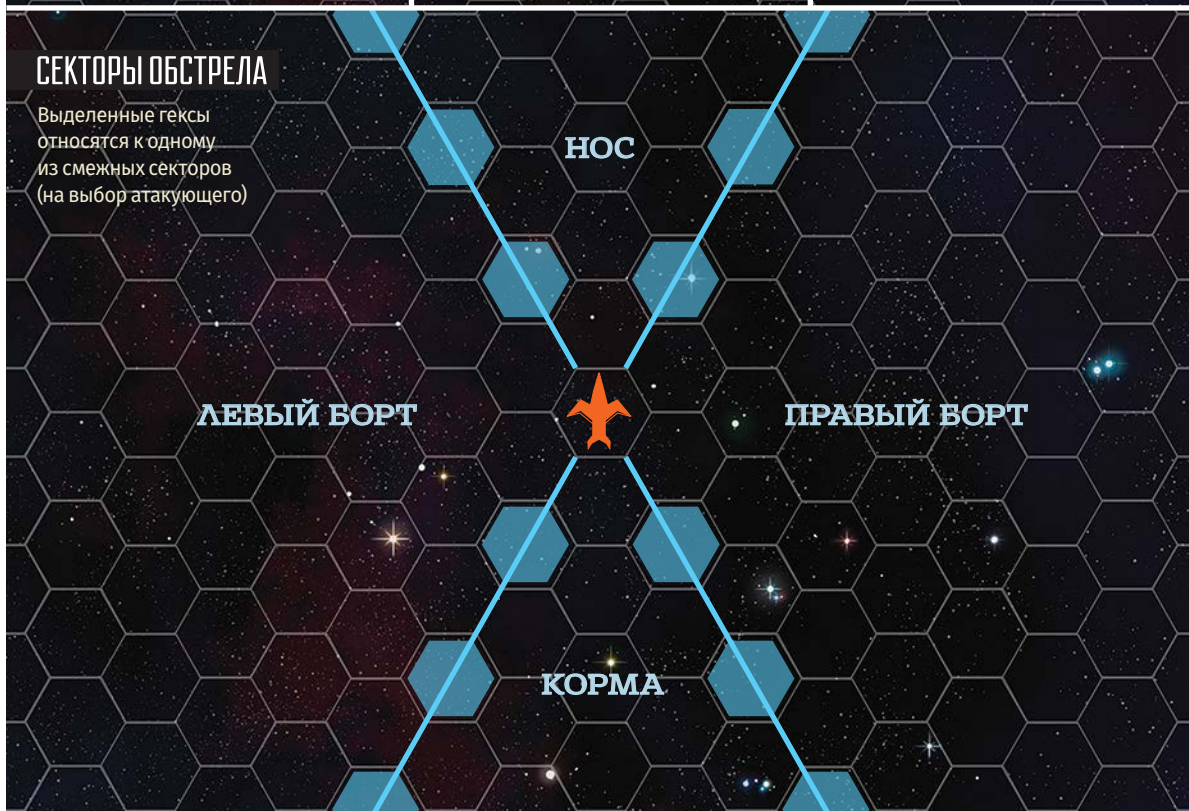 СЕКТОРЫ ОБСТРЕЛА
Выделенные гексы
относятся к одному
из смежных секторов
(на выбор атакующего)
НОС
ЛЕВЫЙ БОРТ
ПРАВЫЙ БОРТ
КОРМА